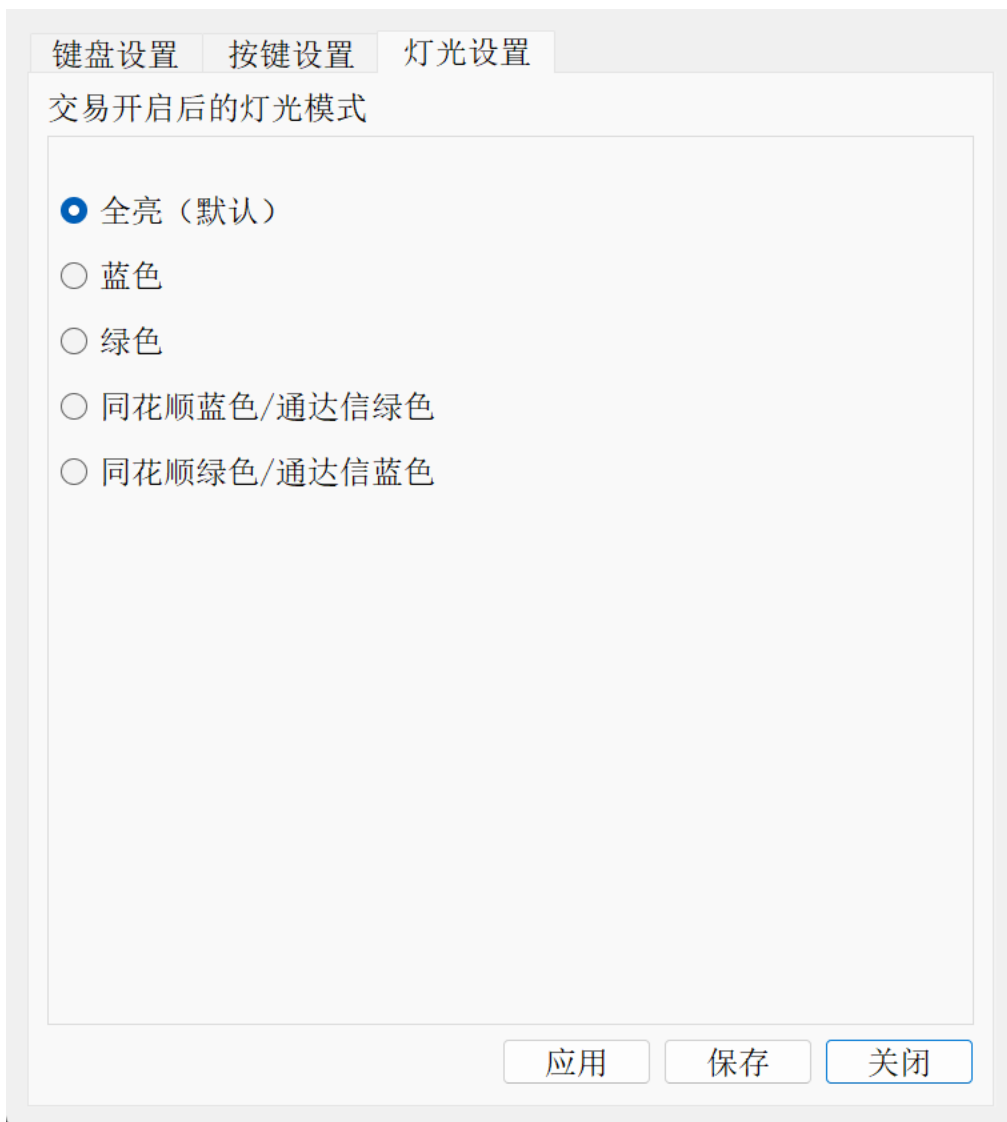 键盘设置 按键设置 灯光设置
交易开启后的灯光模式
全亮（默认）
蓝色
绿色
同花顺蓝色/通达信绿色
同花顺绿色/通达信蓝色
应用 保存 关闭